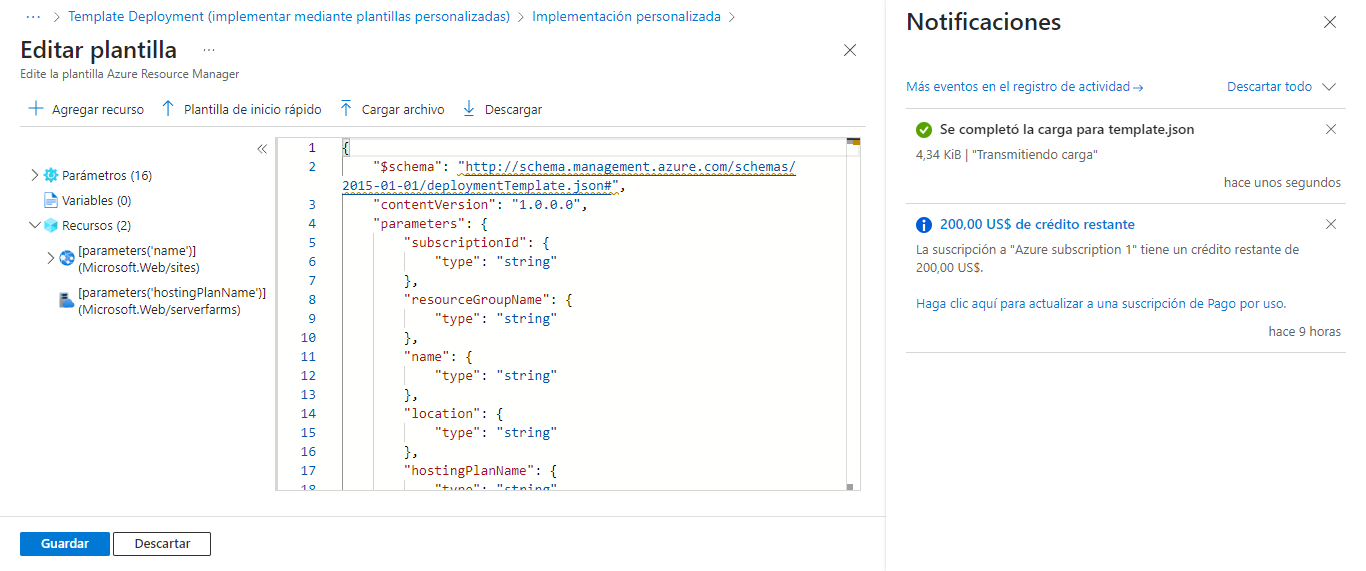 ··· > Template Deployment (implementar mediante plantillas personalizadas) > Implementación personalizada >
Editar plantilla ···
Edite la plantilla Azure Resource Manager
Agregar recurso Plantilla de inicio rápido Cargar archivo Descargar
Parámetros (16)
Variables (0)
Recursos (2)
[parameters('name')]
(Microsoft.Web/sites)
[parameters('hostingPlanName')]
(Microsoft.Web/serverfarms)
1 {
2 "$schema": "http://schema.management.azure.com/schemas/
2015-01-01/deploymentTemplate.json#",
3 "contentVersion": "1.0.0.0",
4 "parameters": {
5 "subscriptionId": {
6 "type": "string"
7 },
8 "resourceGroupName": {
9 "type": "string"
10 },
11 "name": {
12 "type": "string"
13 },
14 "location": {
15 "type": "string"
16 },
17 "hostingPlanName": {
18 "type": "string"
Guardar Descartar
Notificaciones
Más eventos en el registro de actividad → Descartar todo
Se completó la carga para template.json
4,34 KiB | "Transmitiendo carga"
hace unos segundos
200,00 US$ de crédito restante
La suscripción a "Azure subscription 1" tiene un crédito restante de
200,00 US$.
Haga clic aquí para actualizar a una suscripción de Pago por uso.
hace 9 horas